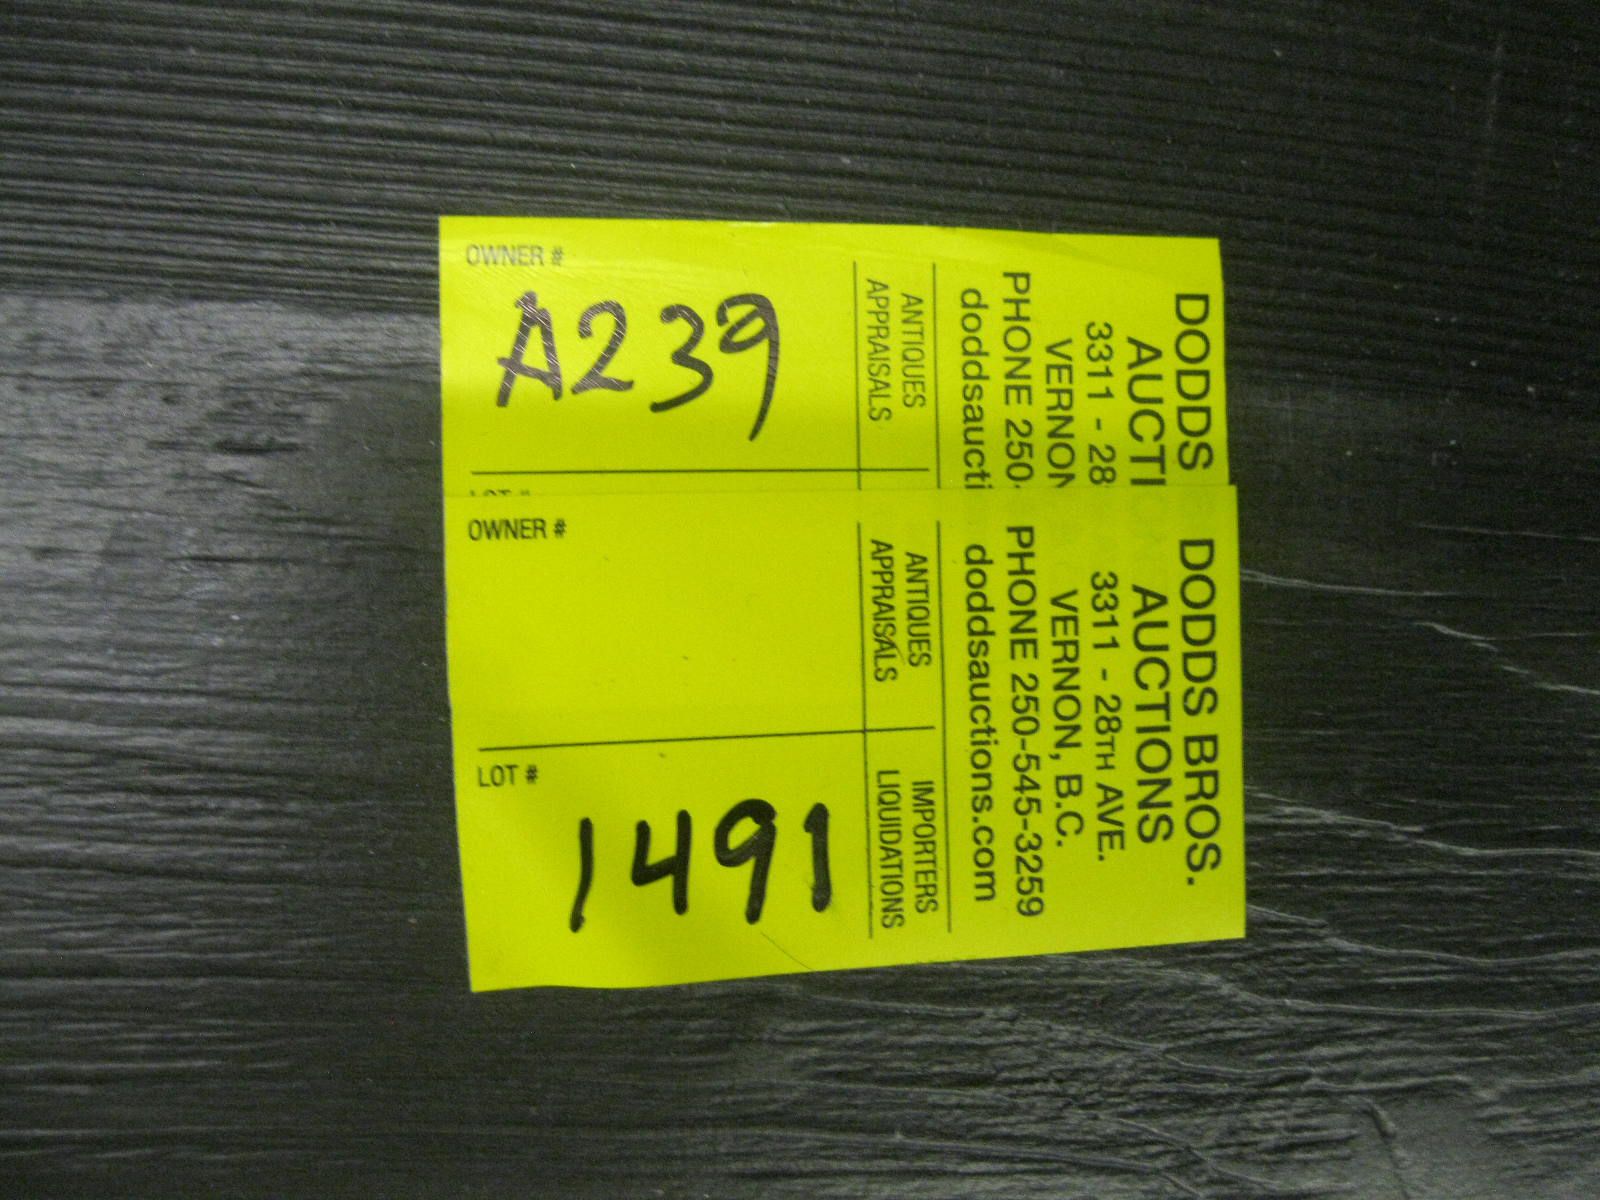 OWNER #
A239
ANTIQUES
APPRAISALS
DODDS
AUCTI
3311 - 28
VERNON
PHONE 250-
doddsaucti
LOT #
OWNER #
LOT #
1491
ANTIQUES IMPORTERS
APPRAISALS LIQUIDATIONS
DODDS BROS.
AUCTIONS
3311 - 28TH AVE.
VERNON, B.C.
PHONE 250-545-3259
doddsauctions.com